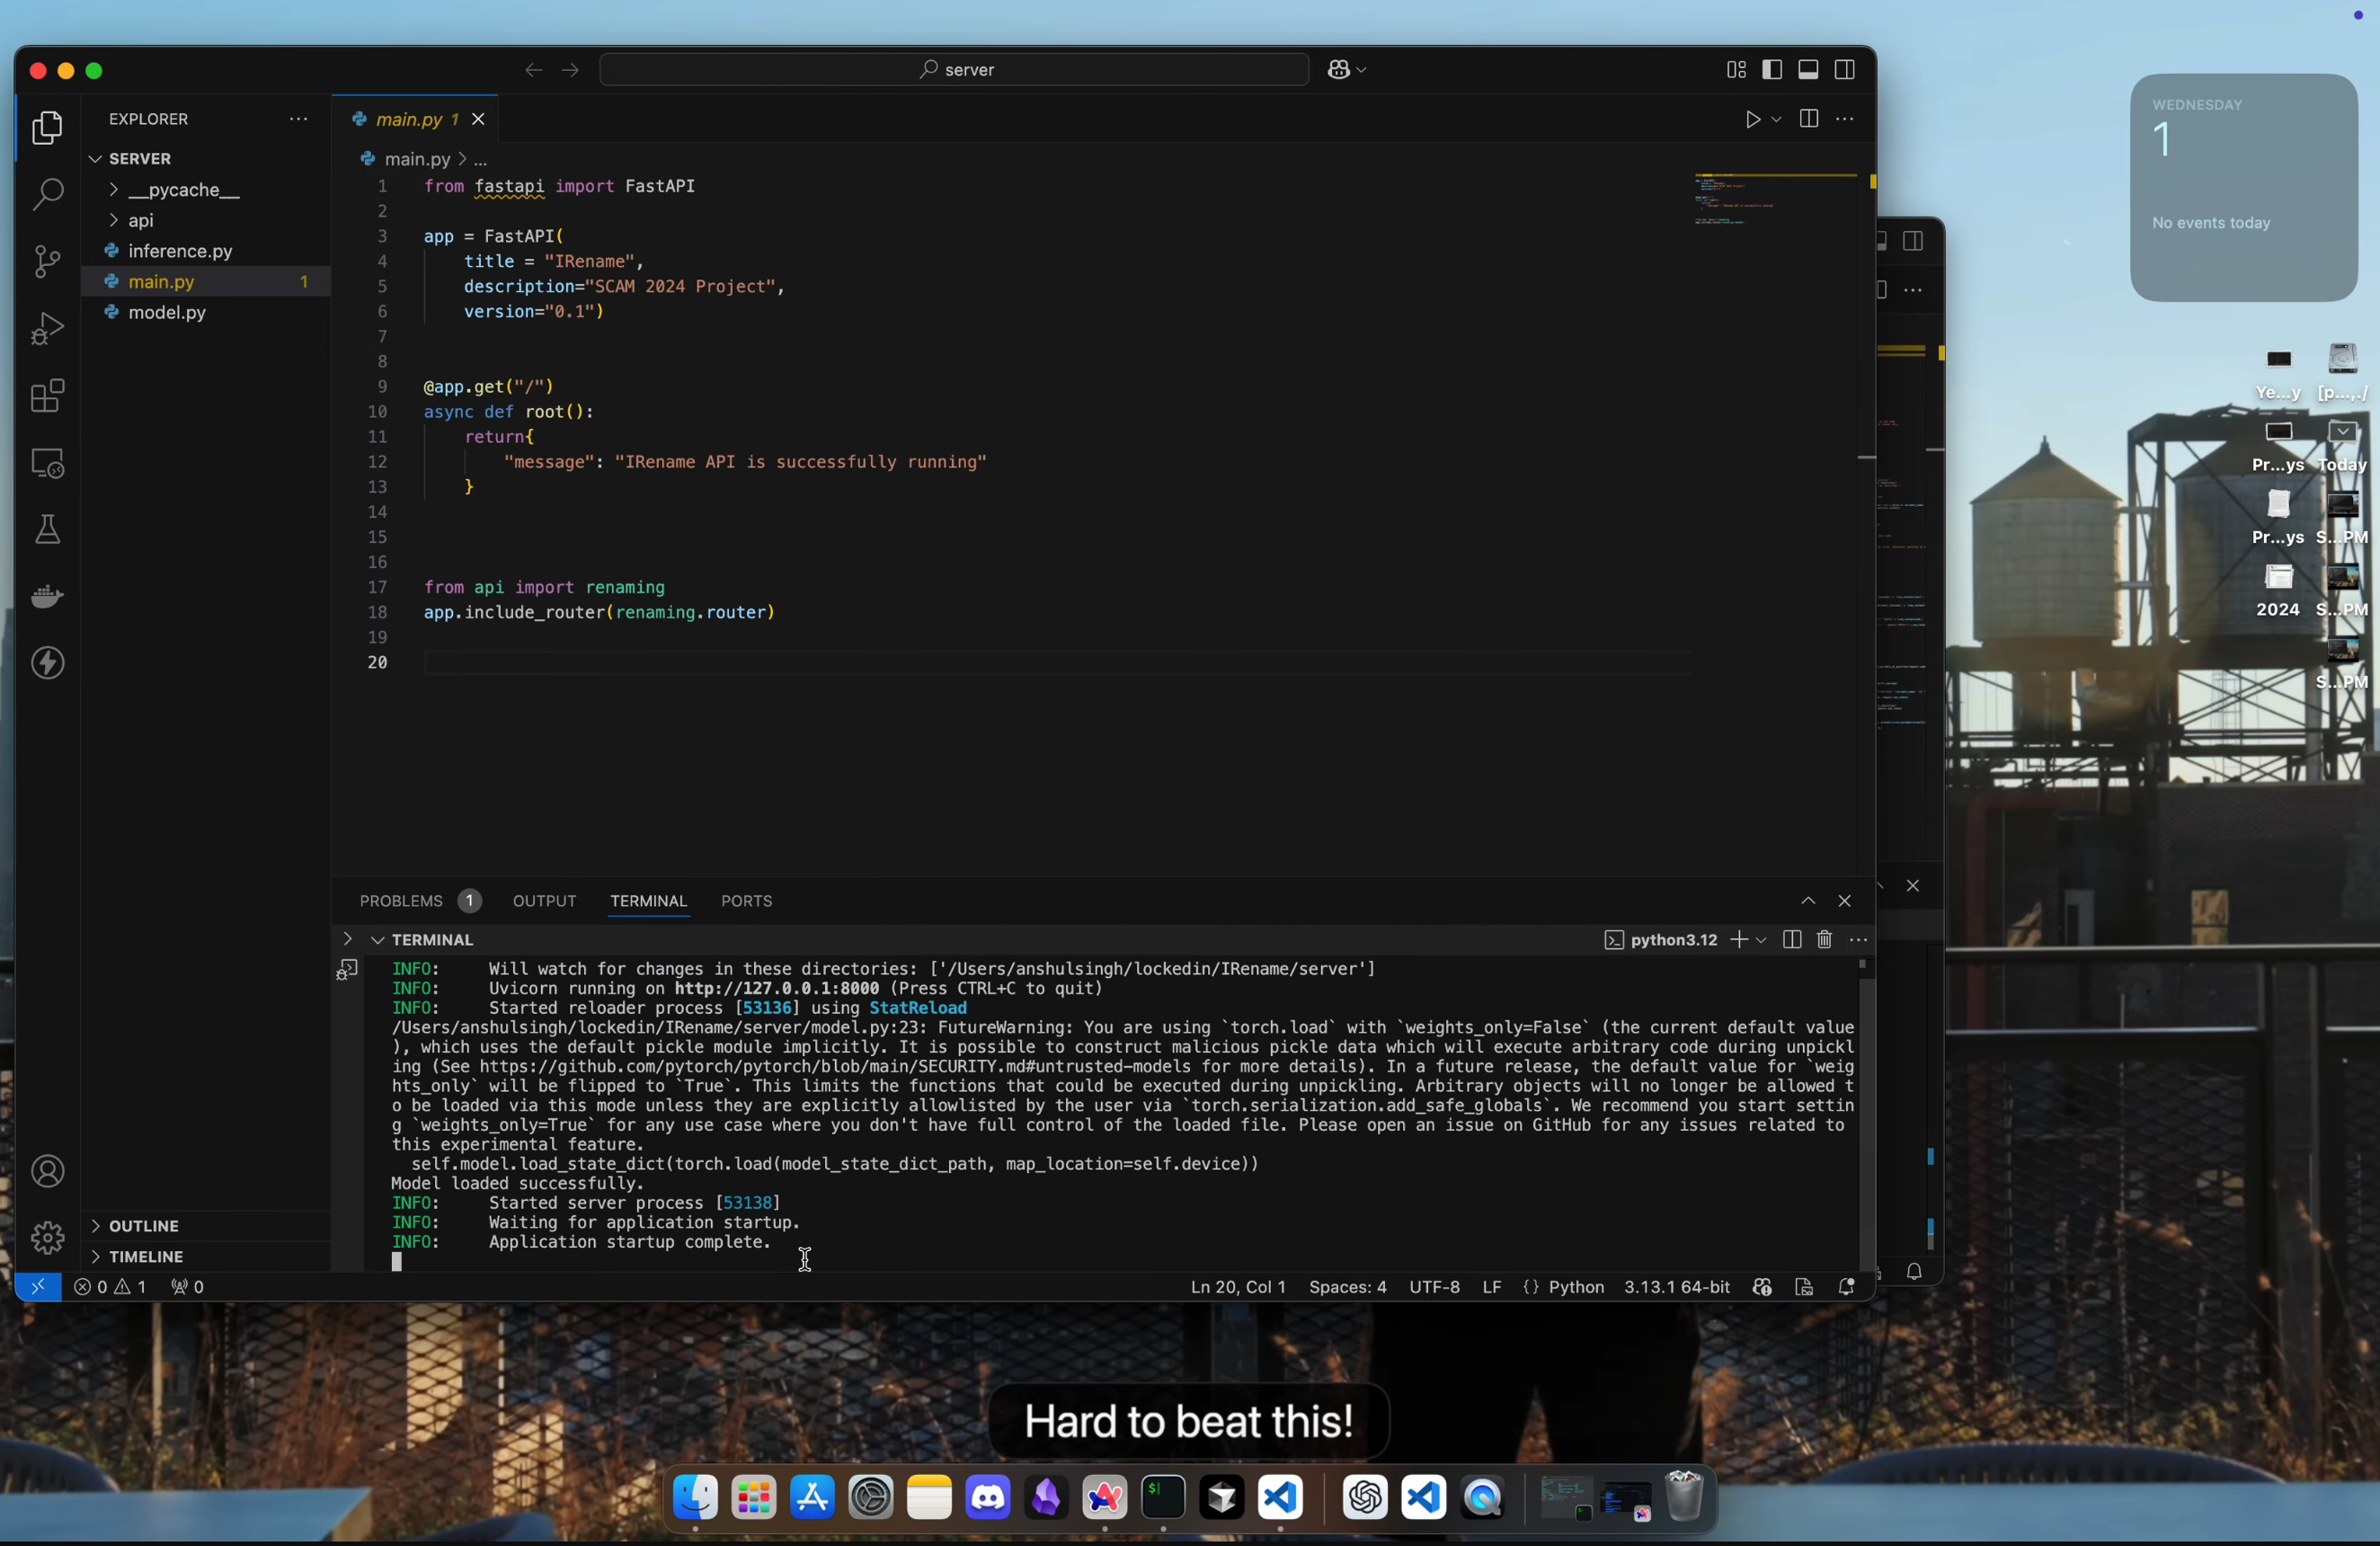 server
EXPLORER
SERVER
__pycache__
api
inference.py
main.py 1
model.py
OUTLINE
TIMELINE
main.py 1
main.py > ...
1 from fastapi import FastAPI
2
3 app = FastAPI(
4 title = "IRename",
5 description="SCAM 2024 Project",
6 version="0.1")
7
8
9 @app.get("/")
10 async def root():
11 return{
12 "message": "IRename API is successfully running"
13 }
14
15
16
17 from api import renaming
18 app.include_router(renaming.router)
19
20
PROBLEMS 1 OUTPUT TERMINAL PORTS
TERMINAL
python3.12
INFO: Will watch for changes in these directories: ['/Users/anshulsingh/lockedin/IRename/server']
INFO: Uvicorn running on http://127.0.0.1:8000 (Press CTRL+C to quit)
INFO: Started reloader process [53136] using StatReload
/Users/anshulsingh/lockedin/IRename/server/model.py:23: FutureWarning: You are using `torch.load` with `weights_only=False` (the current default value
), which uses the default pickle module implicitly. It is possible to construct malicious pickle data which will execute arbitrary code during unpickl
ing (See https://github.com/pytorch/pytorch/blob/main/SECURITY.md#untrusted-models for more details). In a future release, the default value for `weig
hts_only` will be flipped to `True`. This limits the functions that could be executed during unpickling. Arbitrary objects will no longer be allowed t
o be loaded via this mode unless they are explicitly allowlisted by the user via `torch.serialization.add_safe_globals`. We recommend you start settin
g `weights_only=True` for any use case where you don't have full control of the loaded file. Please open an issue on GitHub for any issues related to
this experimental feature.
self.model.load_state_dict(torch.load(model_state_dict_path, map_location=self.device))
Model loaded successfully.
INFO: Started server process [53138]
INFO: Waiting for application startup.
INFO: Application startup complete.
0 1 0
Ln 20, Col 1 Spaces: 4 UTF-8 LF {} Python 3.13.1 64-bit
WEDNESDAY
1
No events today
Ye...y [p...,./
Pr...ys Today
Pr...ys S...PM
2024 S...PM
S...PM
Hard to beat this!